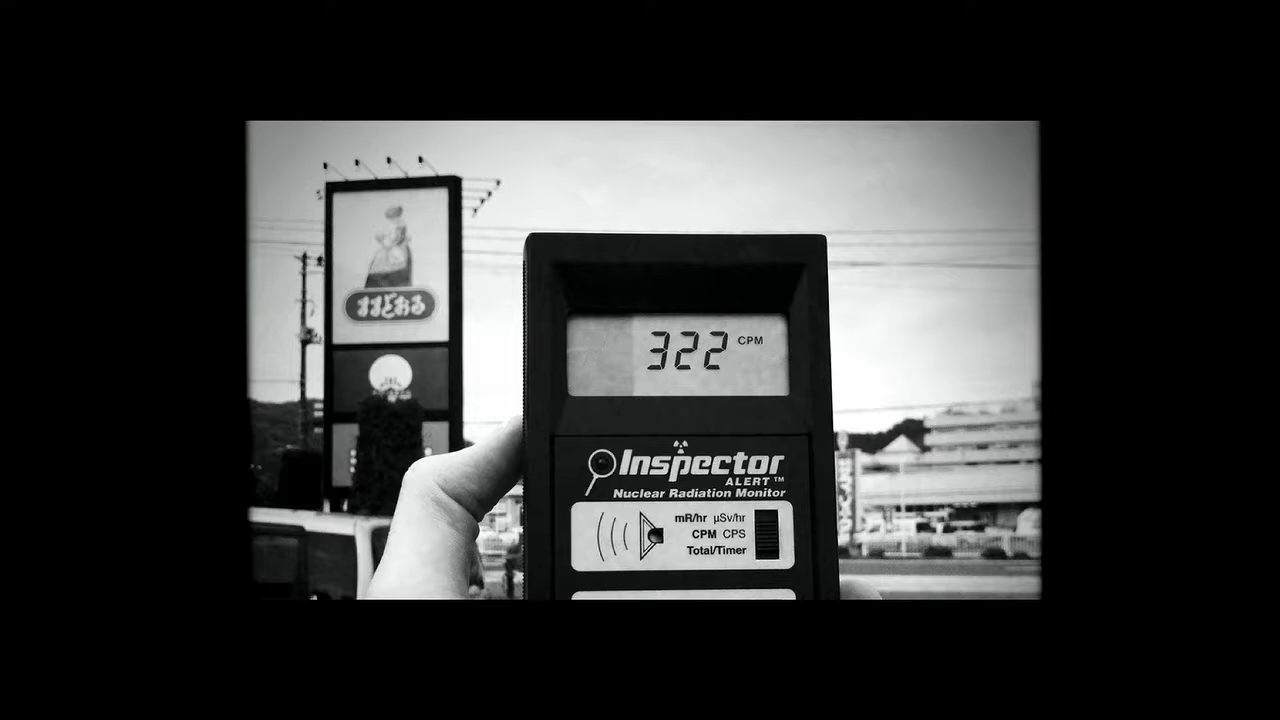 ままどおる
322 CPM
Inspector
ALERT™
Nuclear Radiation Monitor
mR/hr µSv/hr
CPM CPS
Total/Timer